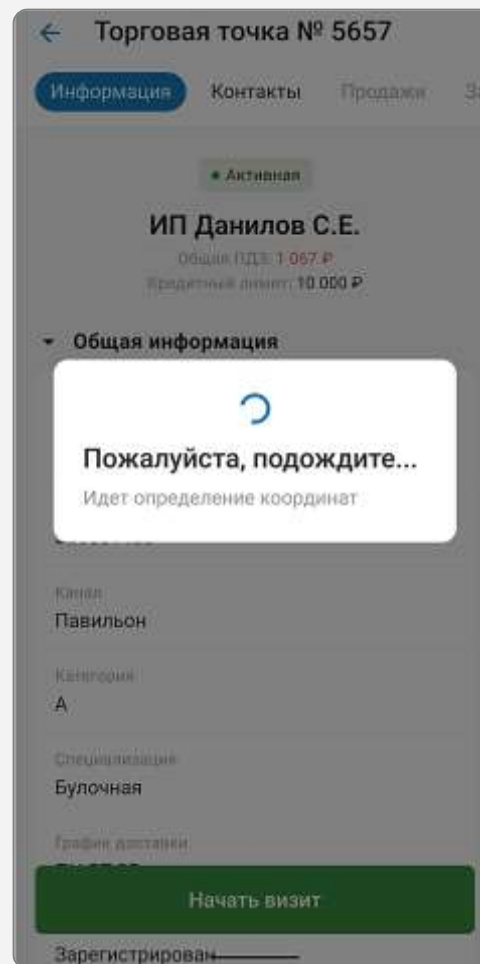 Торговая точка № 5657
Информация Контакты Продажи
Активная
ИП Данилов С.Е.
Общая ПДЗ: 1 067 ₽
Кредитный лимит: 10 000 ₽
Общая информация
Пожалуйста, подождите...
Идет определение координат
Канал
Павильон
Категория
А
Специализация
Булочная
График доставки
Начать визит
Зарегистрирован